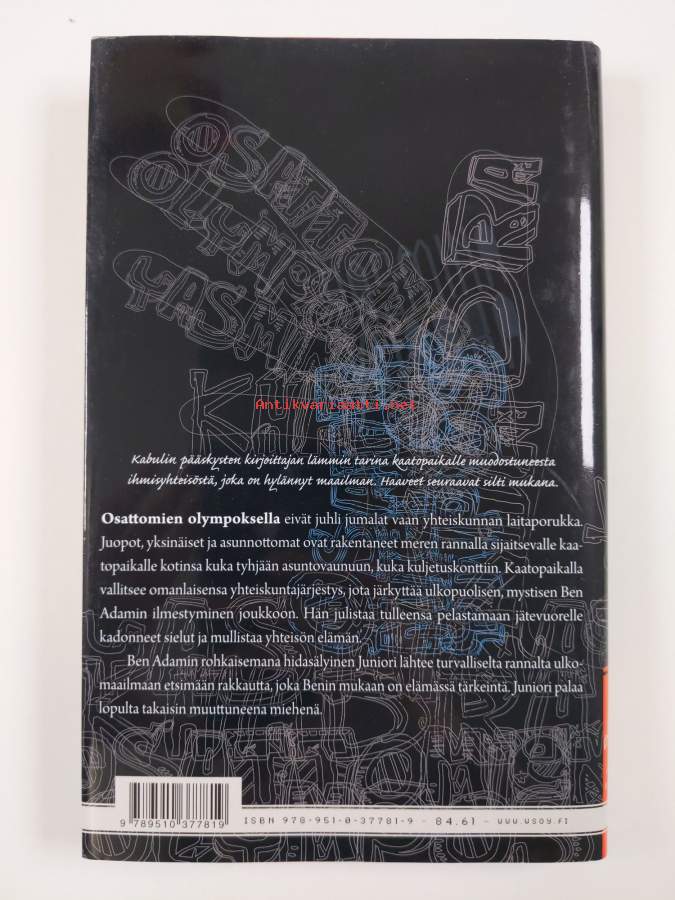 OSATTO
OLYMPO
YASMI
Antikvariaatti.net
Kabulin pääskysten kirjoittajan lämmin tarina kaatopaikalle muodostuneesta
ihmisyhteisöstä, joka on hylännyt maailman. Haaveet seuraavat silti mukana.
Osattomien olympoksella eivät juhli jumalat vaan yhteiskunnan laitaporukka.
Juopot, yksinäiset ja asunnottomat ovat rakentaneet meren rannalla sijaitsevalle kaa-
topaikalle kotinsa kuka tyhjään asuntovaunuun, kuka kuljetuskonttiin. Kaatopaikalla
vallitsee omanlaisensa yhteiskuntajärjestys, jota järkyttää ulkopuolisen, mystisen Ben
Adamin ilmestyminen joukkoon. Hän julistaa tulleensa pelastamaan jätevuorelle
kadonneet sielut ja mullistaa yhteisön elämän.
Ben Adamin rohkaisemana hidasälyinen Juniori lähtee turvalliselta rannalta ulko-
maailmaan etsimään rakkautta, joka Benin mukaan on elämässä tärkeintä. Juniori palaa
lopulta takaisin muuttuneena miehenä.
9 789510 377819
ISBN 978-951-0-37781-9 - 84.61 - WWW.WSOY.FI